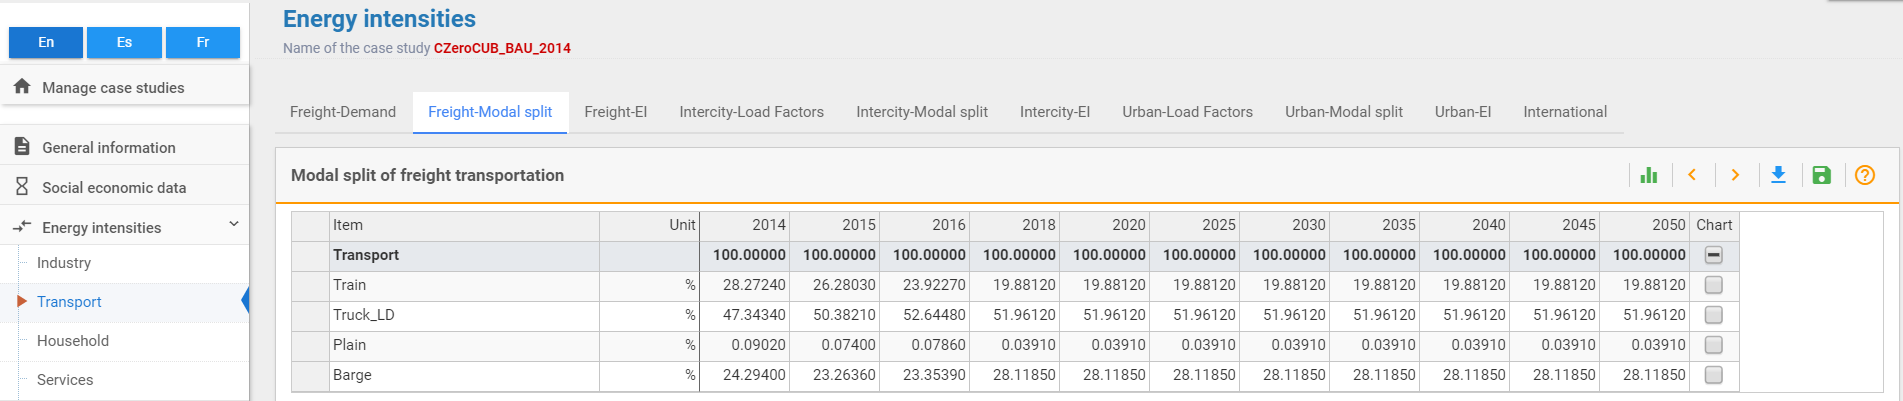 En Es Fr
Manage case studies
General information
Social economic data
Energy intensities
Industry
Transport
Household
Services
Energy intensities
Name of the case study CZeroCUB_BAU_2014
Freight-Demand Freight-Modal split Freight-EI Intercity-Load Factors Intercity-Modal split Intercity-EI Urban-Load Factors Urban-Modal split Urban-EI International
Modal split of freight transportation
Item Unit 2014 2015 2016 2018 2020 2025 2030 2035 2040 2045 2050 Chart
Transport 100.00000 100.00000 100.00000 100.00000 100.00000 100.00000 100.00000 100.00000 100.00000 100.00000 100.00000
Train % 28.27240 26.28030 23.92270 19.88120 19.88120 19.88120 19.88120 19.88120 19.88120 19.88120 19.88120
Truck_LD % 47.34340 50.38210 52.64480 51.96120 51.96120 51.96120 51.96120 51.96120 51.96120 51.96120 51.96120
Plain % 0.09020 0.07400 0.07860 0.03910 0.03910 0.03910 0.03910 0.03910 0.03910 0.03910 0.03910
Barge % 24.29400 23.26360 23.35390 28.11850 28.11850 28.11850 28.11850 28.11850 28.11850 28.11850 28.11850